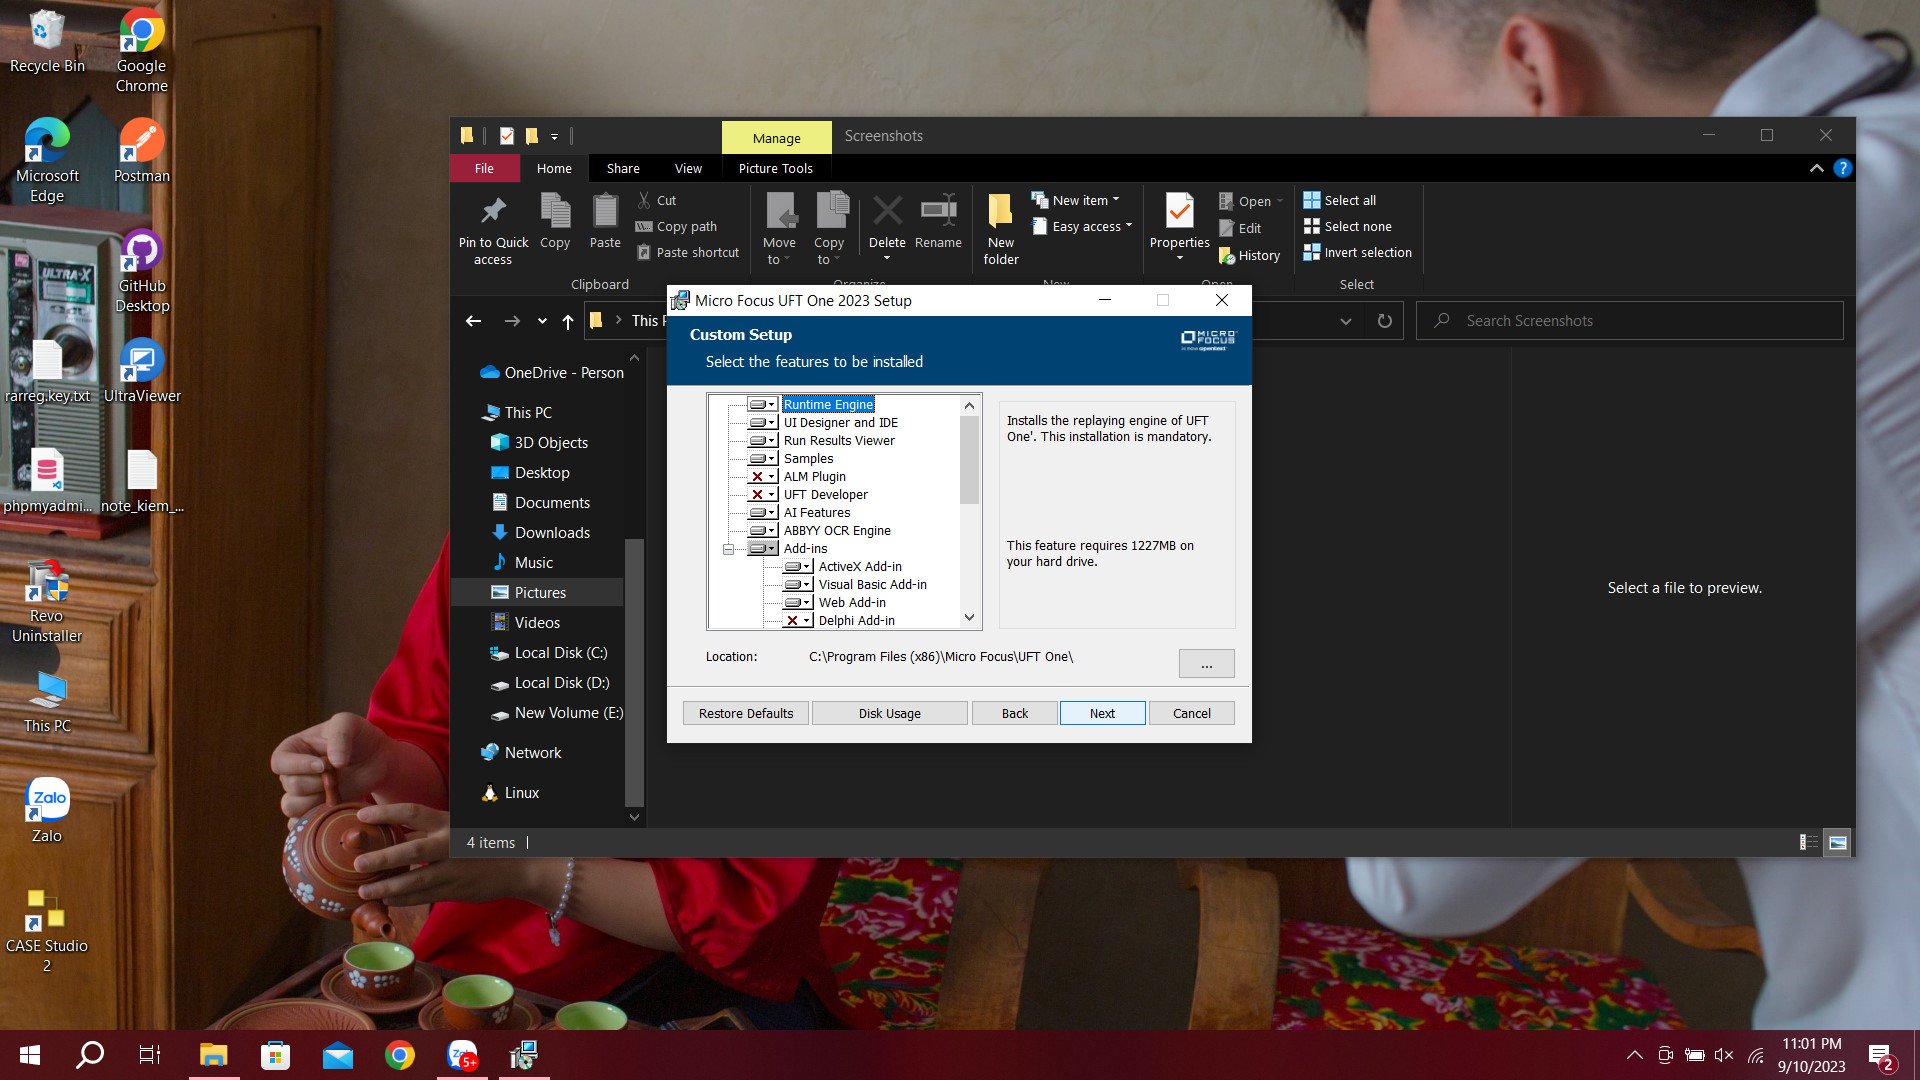 Recycle Bin
Google
Chrome
Microsoft
Edge
Postman
ULTRA-X
GitHub
Desktop
rarreg.key.txt
UltraViewer
phpmyadmi...
note_kiem_...
Revo
Uninstaller
This PC
Zalo
Zalo
CASE Studio
2
Manage
Screenshots
File
Home
Share
View
Picture Tools
Pin to Quick
access
Copy
Paste
Cut
Copy path
Paste shortcut
Clipboard
Move
to
Copy
to
Delete
Rename
Organize
New
folder
New item
Easy access
New
Properties
Open
Edit
History
Open
Select all
Select none
Invert selection
Select
This P
Search Screenshots
OneDrive - Person
This PC
3D Objects
Desktop
Documents
Downloads
Music
Pictures
Videos
Local Disk (C:)
Local Disk (D:)
New Volume (E:)
Network
Linux
4 items
Select a file to preview.
Micro Focus UFT One 2023 Setup
Custom Setup
Select the features to be installed
MICRO
FOCUS
is now opentext
Runtime Engine
UI Designer and IDE
Run Results Viewer
Samples
ALM Plugin
UFT Developer
AI Features
ABBYY OCR Engine
Add-ins
ActiveX Add-in
Visual Basic Add-in
Web Add-in
Delphi Add-in
Installs the replaying engine of UFT
One'. This installation is mandatory.
This feature requires 1227MB on
your hard drive.
Location:
C:\Program Files (x86)\Micro Focus\UFT One\
...
Restore Defaults
Disk Usage
Back
Next
Cancel
5+
11:01 PM
9/10/2023
2